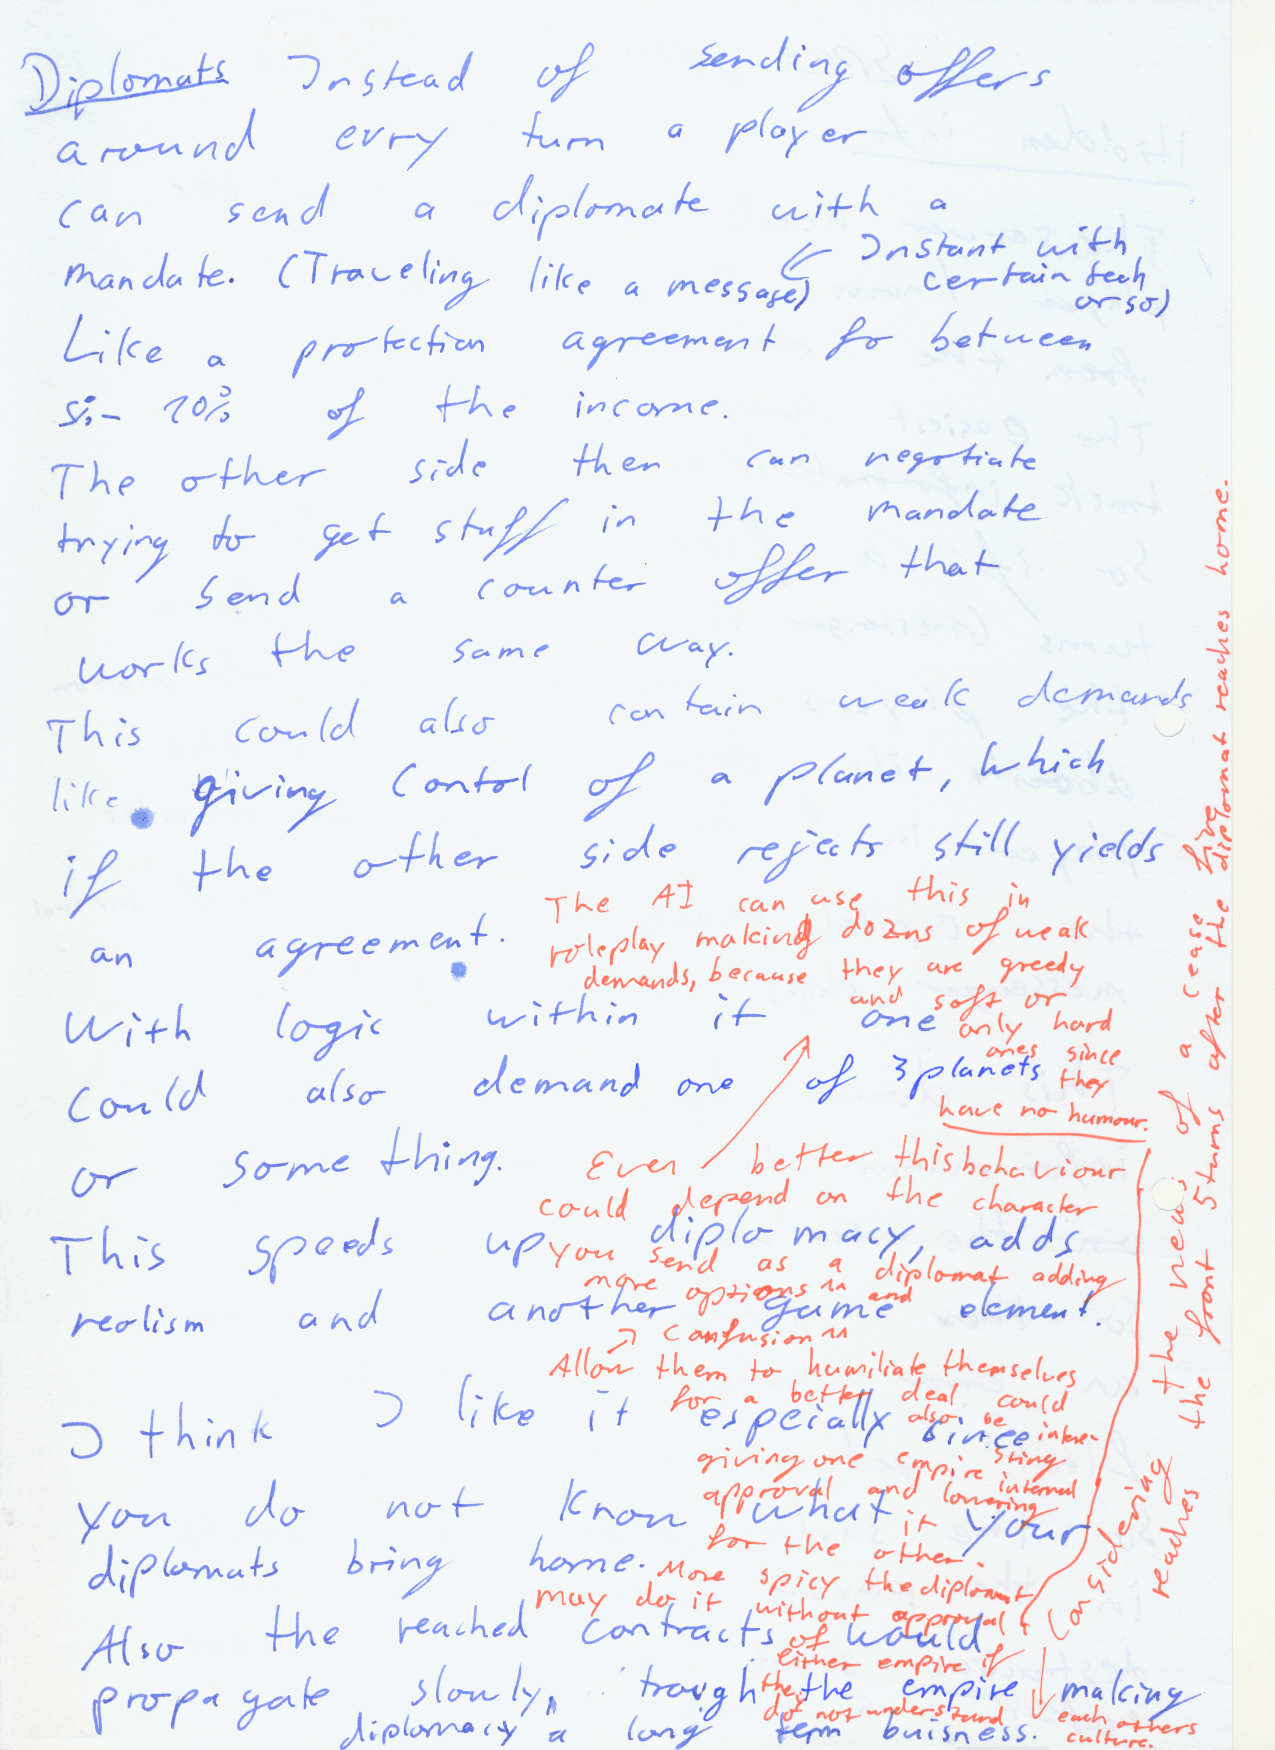 Diplomats Instead of sending offers
around evry turn a player
can send a diplomate with a
mandate. (Traveling like a message)
Instant with
certain tech
or so)
Like a protection agreement fo between
5%- 20% of the income.
The other side then can negotiate
trying to get stuff in the mandate
or send a counter offer that
works the same way.
This could also contain weak demands
like giving Contol of a planet, which
if the other side rejects still yields
an agreement.
With logic within it one
could also demand one of 3 planets
or something.
This speeds up diplomacy, adds
realism and another game element.
I think I like it especially since
you do not know what your
diplomats bring home.
Also the reached contracts would
propagate slowly, trough the empire making
diplomacy a long term buisness.
The AI can use this in
roleplay making dozns of weak
demands, because they are greedy
and soft or
only hard
ones since
they
have no humour.
Even better this behaviour
could depend on the character
you send as a diplomat adding
more options and
confusion
Allow them to humiliate themselves
for a better deal could
also be intere-
sting
giving one empire internal
approval and lowering
it
for the other.
More spicy the diplomat
may do it without approval
of
either empire if
they
do not understand each others
culture.
Considering the news of a cease fire
reaches the front 5 turns after the diplomat reaches home.